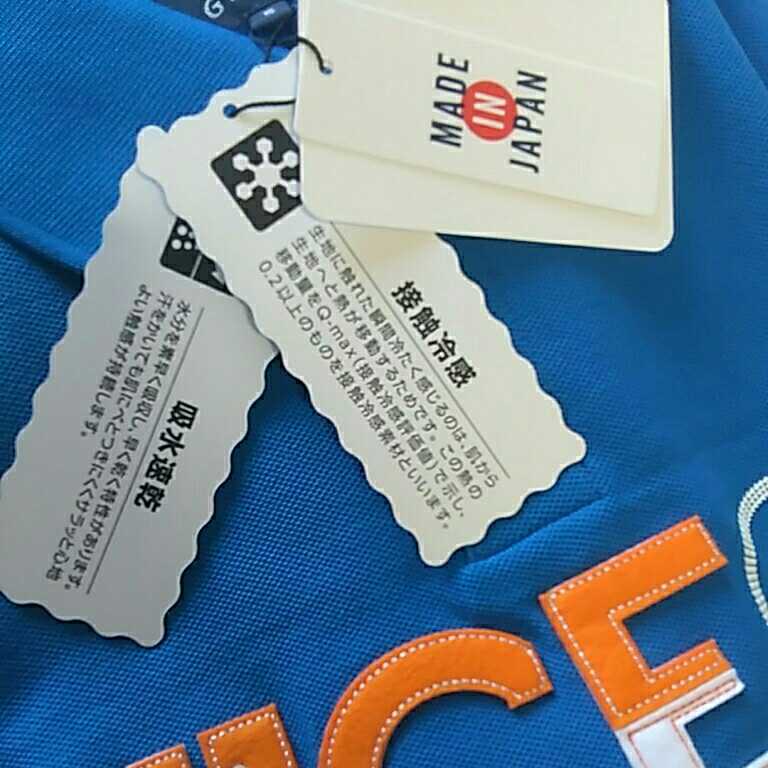 G
MADE
IN
JAPAN
接触冷感
生地に触れた瞬間冷たく感じるのは、肌から
生地へと熱が移動するためです。この熱の
移動量をQ-max(接触冷感評価値)で示し、
0.2以上のものを接触冷感素材といいます。
吸水速乾
水分を素早く吸収し、早く乾く特性があります。
汗をかいても肌にべとつきにくくサラッと心地
よい触感が持続します。
ICE